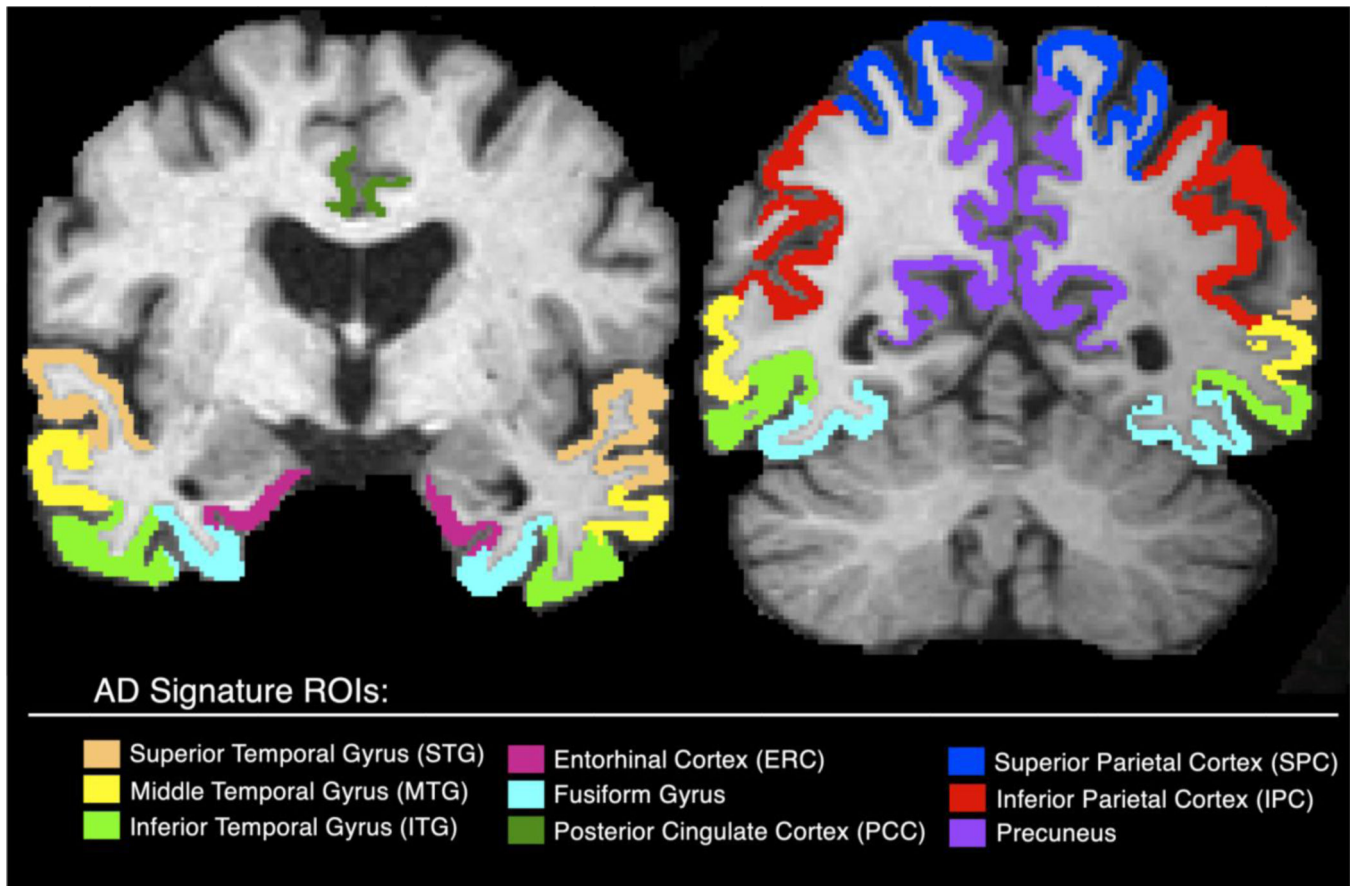 AD Signature ROIs:
Superior Temporal Gyrus (STG)
Middle Temporal Gyrus (MTG)
Inferior Temporal Gyrus (ITG)
Entorhinal Cortex (ERC)
Fusiform Gyrus
Posterior Cingulate Cortex (PCC)
Superior Parietal Cortex (SPC)
Inferior Parietal Cortex (IPC)
Precuneus